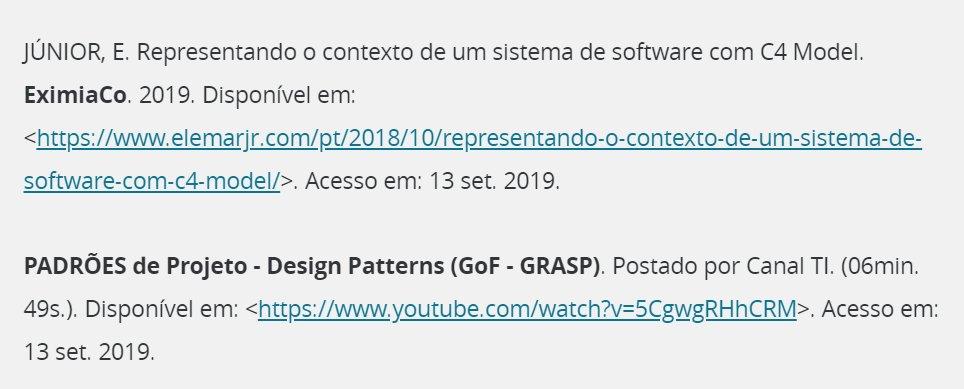 JÚNIOR, E. Representando o contexto de um sistema de software com C4 Model.
EximiaCo. 2019. Disponível em:
<https://www.elemarjr.com/pt/2018/10/representando-o-contexto-de-um-sistema-de-
software-com-c4-model/>. Acesso em: 13 set. 2019.
PADRÕES de Projeto - Design Patterns (GoF - GRASP). Postado por Canal TI. (06min.
49s.). Disponível em: <https://www.youtube.com/watch?v=5CgwgRHhCRM>. Acesso em:
13 set. 2019.